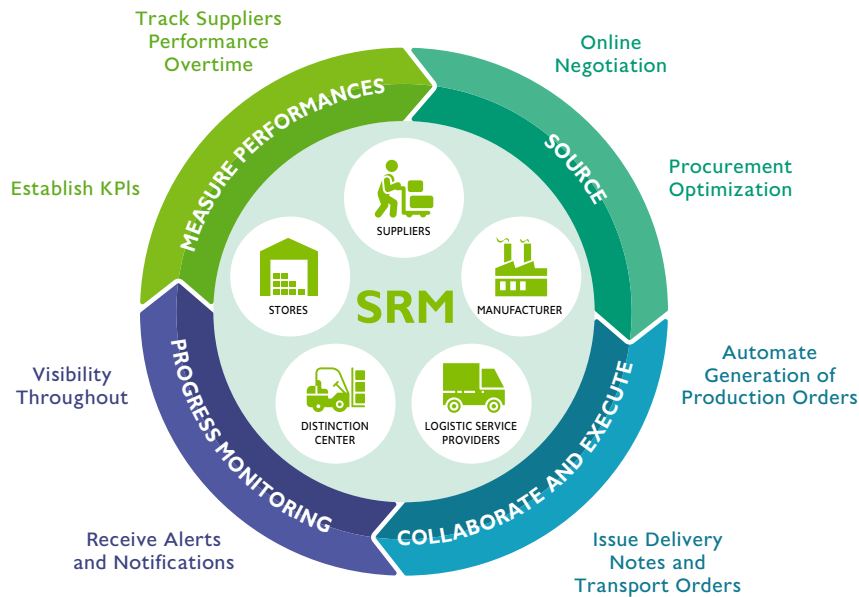 Track Suppliers
Performance
Overtime
Online
Negotiation
MEASURE PERFORMANCES
SOURCE
Establish KPIs
Procurement
Optimization
SUPPLIERS
STORES
SRM
MANUFACTURER
Visibility
Throughout
Automate
Generation of
Production Orders
PROGRESS MONITORING
COLLABORATE AND EXECUTE
DISTINCTION
CENTER
LOGISTIC SERVICE
PROVIDERS
Receive Alerts
and Notifications
Issue Delivery
Notes and
Transport Orders